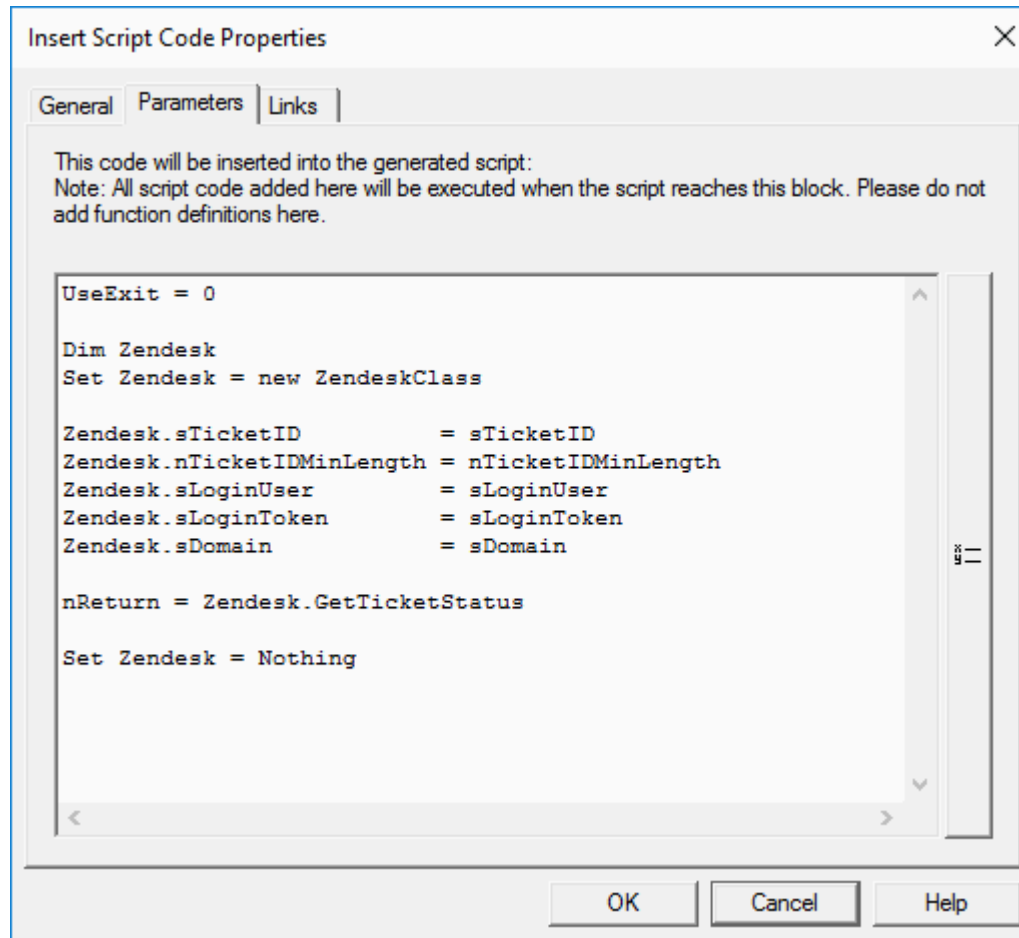 Insert Script Code Properties
General Parameters Links
This code will be inserted into the generated script:
Note: All script code added here will be executed when the script reaches this block. Please do not
add function definitions here.
UseExit = 0
Dim Zendesk
Set Zendesk = new ZendeskClass
Zendesk.sTicketID          = sTicketID
Zendesk.nTicketIDMinLength = nTicketIDMinLength
Zendesk.sLoginUser         = sLoginUser
Zendesk.sLoginToken        = sLoginToken
Zendesk.sDomain            = sDomain
nReturn = Zendesk.GetTicketStatus
Set Zendesk = Nothing
OK Cancel Help